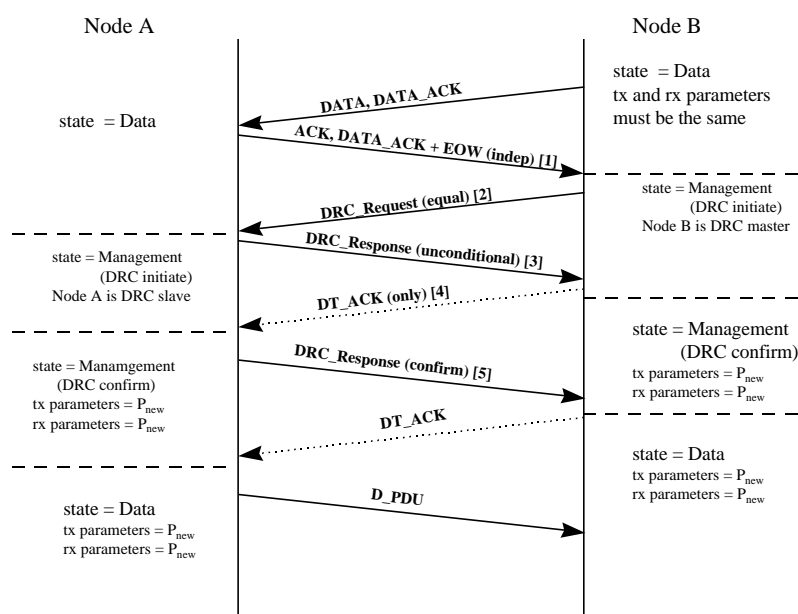 Node A
Node B
state = Data
tx and rx parameters
must be the same
DATA, DATA_ACK
state = Data
ACK, DATA_ACK + EOW (indep) [1]
state = Management
(DRC initiate)
Node B is DRC master
DRC_Request (equal) [2]
state = Management
(DRC initiate)
Node A is DRC slave
DRC_Response (unconditional) [3]
DT_ACK (only) [4]
state = Management
(DRC confirm)
tx parameters = Pnew
rx parameters = Pnew
state = Manamgement
(DRC confirm)
tx parameters = Pnew
rx parameters = Pnew
DRC_Response (confirm) [5]
DT_ACK
state = Data
tx parameters = Pnew
rx parameters = Pnew
D_PDU
state = Data
tx parameters = Pnew
rx parameters = Pnew